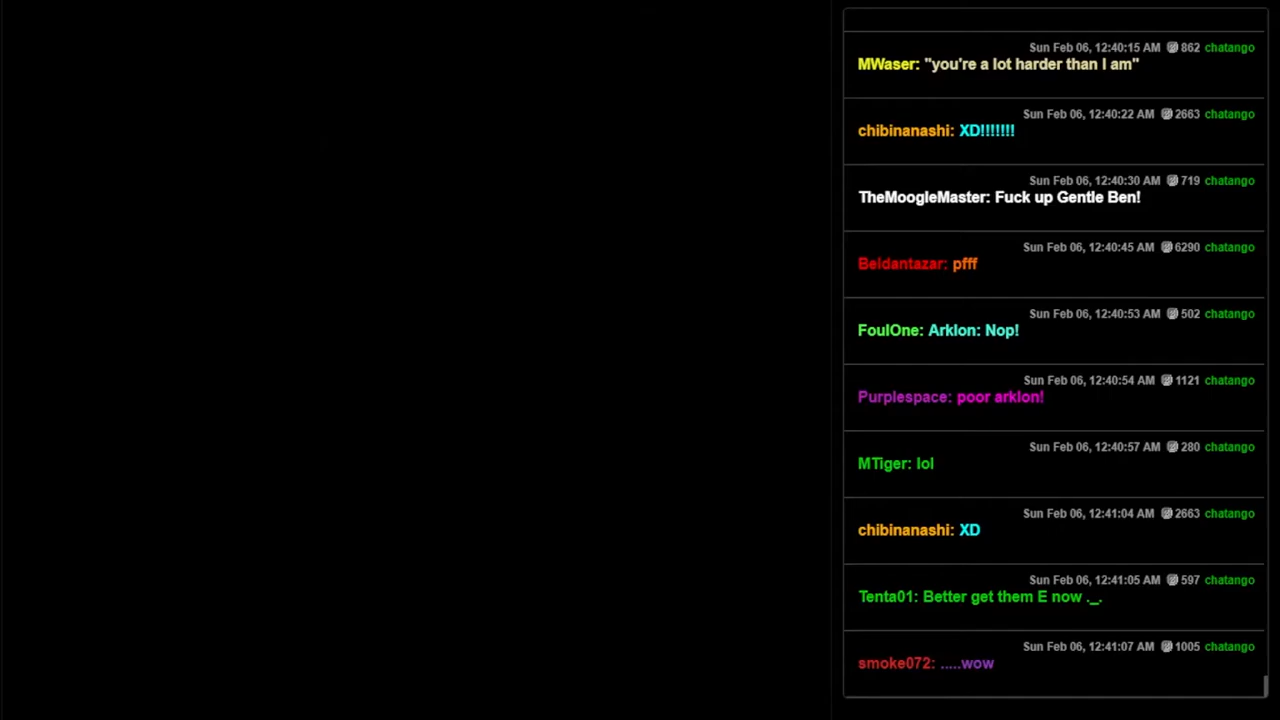 Sun Feb 06, 12:40:15 AM 862 chatango
MWaser: "you're a lot harder than I am"
Sun Feb 06, 12:40:22 AM 2663 chatango
chibinanashi: XD!!!!!!!
Sun Feb 06, 12:40:30 AM 719 chatango
TheMoogleMaster: Fuck up Gentle Ben!
Sun Feb 06, 12:40:45 AM 6290 chatango
Beldantazar: pfff
Sun Feb 06, 12:40:53 AM 502 chatango
FoulOne: Arklon: Nop!
Sun Feb 06, 12:40:54 AM 1121 chatango
Purplespace: poor arklon!
Sun Feb 06, 12:40:57 AM 280 chatango
MTiger: lol
Sun Feb 06, 12:41:04 AM 2663 chatango
chibinanashi: XD
Sun Feb 06, 12:41:05 AM 597 chatango
Tenta01: Better get them E now ._.
Sun Feb 06, 12:41:07 AM 1005 chatango
smoke072: .....wow